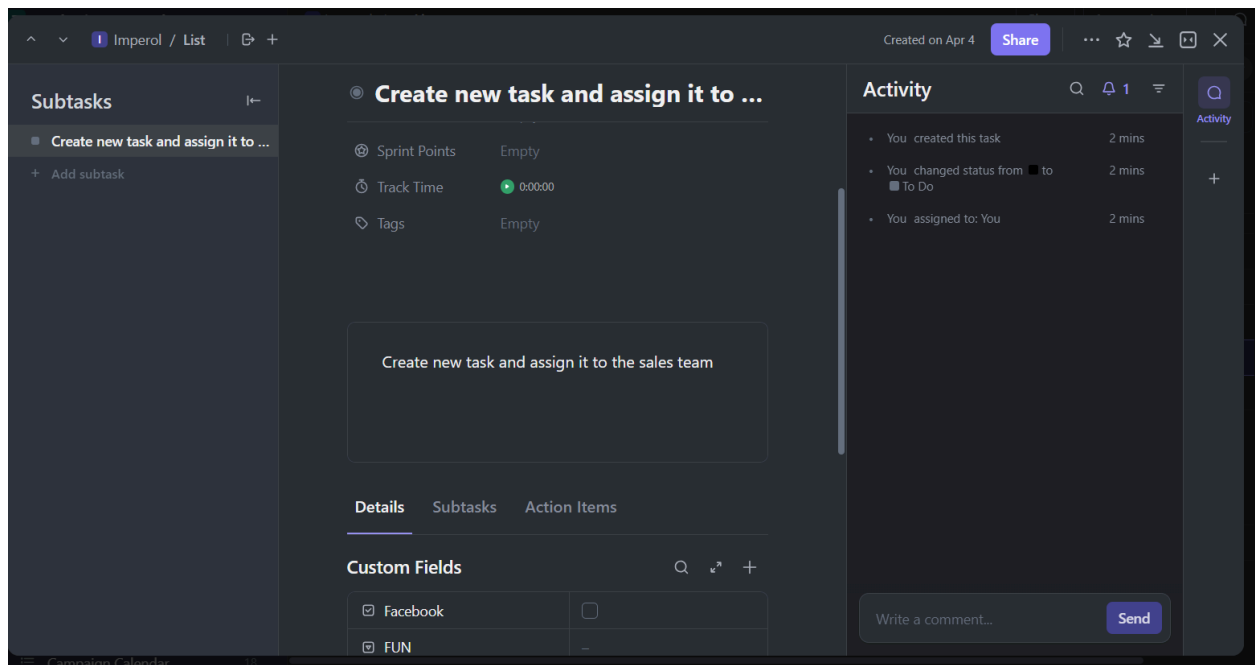 I Imperol / List
Created on Apr 4
Share
Subtasks
Create new task and assign it to ...
+ Add subtask
Create new task and assign it to ...
Sprint Points Empty
Track Time 0:00:00
Tags Empty
Create new task and assign it to the sales team
Details Subtasks Action Items
Custom Fields
Facebook
FUN –
Activity
1
You created this task 2 mins
You changed status from to 2 mins
To Do
You assigned to: You 2 mins
Write a comment...
Send
Activity
Campaign Calendar